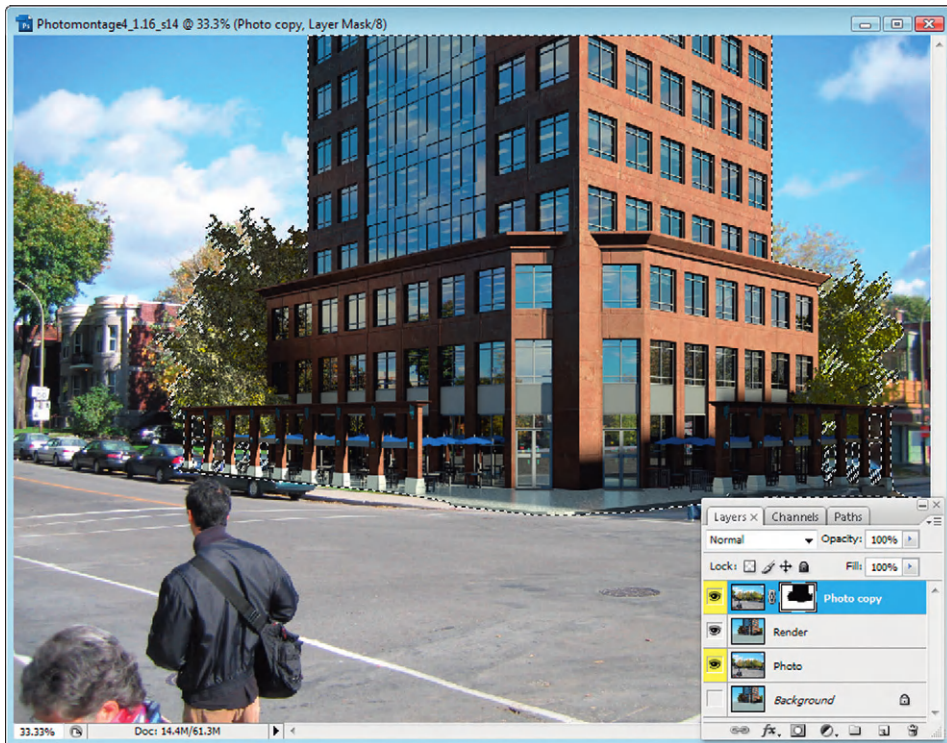 Photomontage4_1.16_s14 @ 33.3% (Photo copy, Layer Mask/8)
Layers × Channels Paths
Normal Opacity: 100%
Lock: Fill: 100%
Photo copy
Render
Photo
Background
33.33% Doc: 14.4M/61.3M
fx.